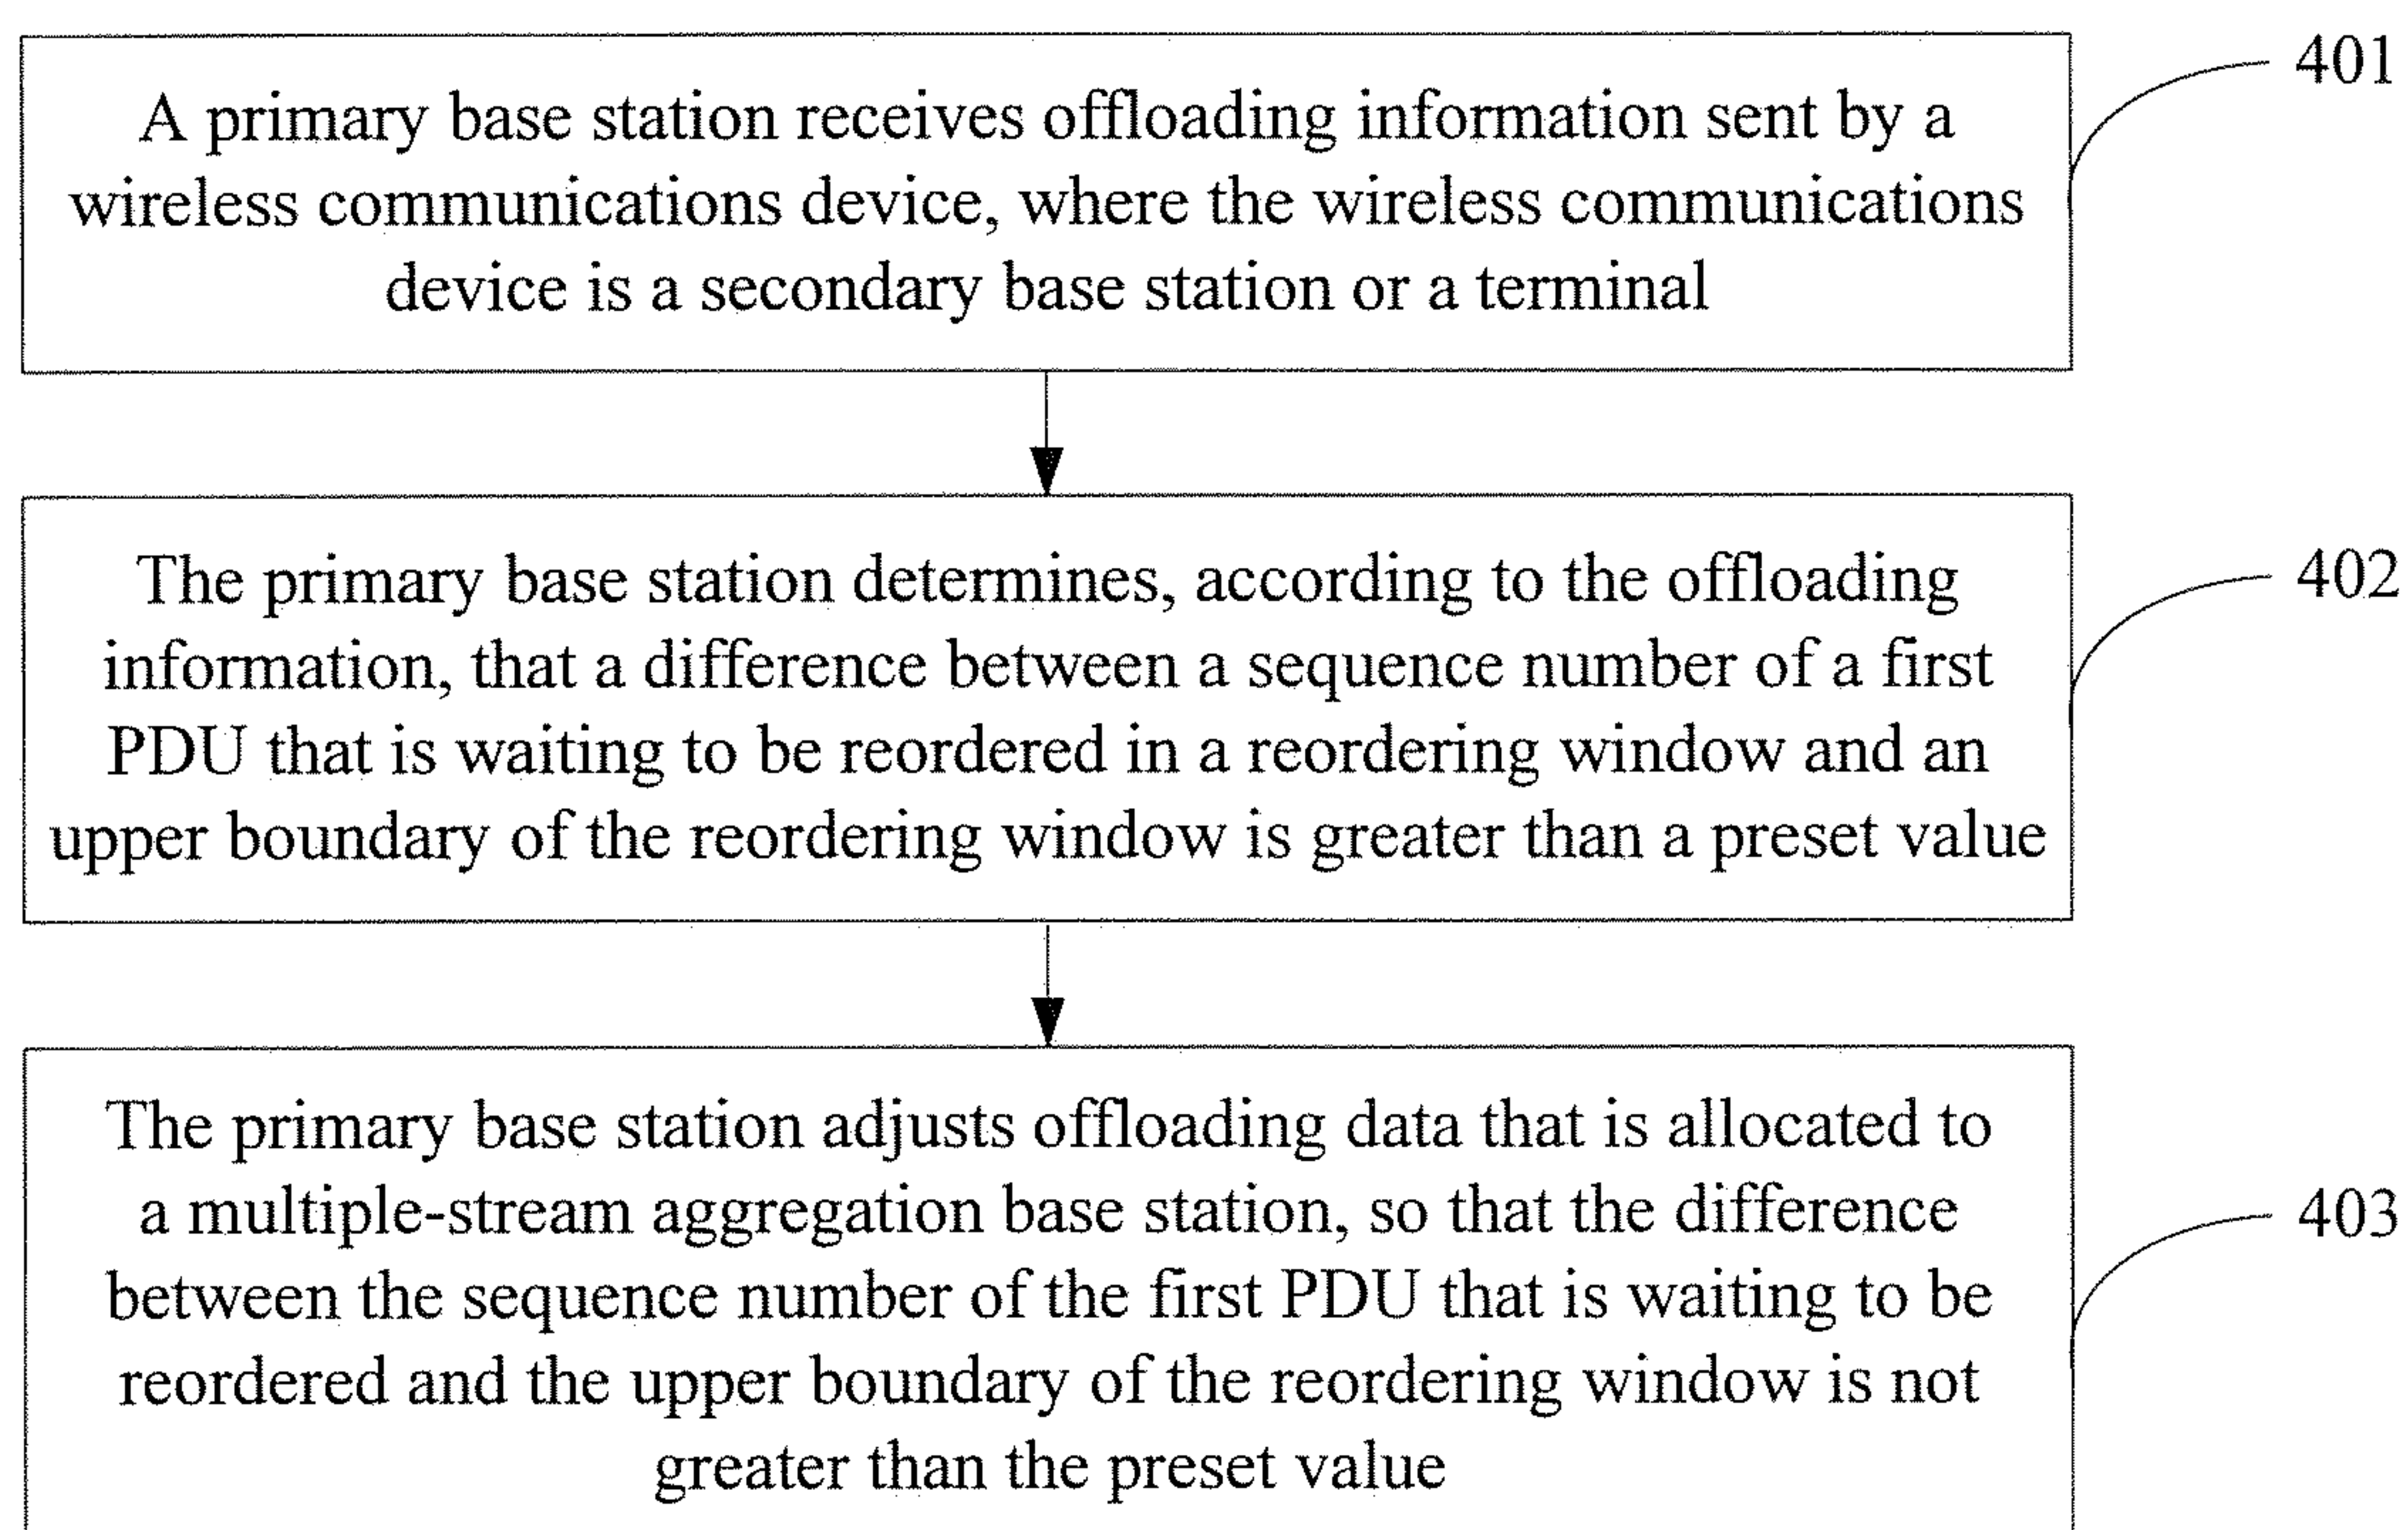 A primary base station receives offloading information sent by a
wireless communications device, where the wireless communications
device is a secondary base station or a terminal
401
The primary base station determines, according to the offloading
information, that a difference between a sequence number of a first
PDU that is waiting to be reordered in a reordering window and an
upper boundary of the reordering window is greater than a preset value
402
The primary base station adjusts offloading data that is allocated to
a multiple-stream aggregation base station, so that the difference
between the sequence number of the first PDU that is waiting to be
reordered and the upper boundary of the reordering window is not
greater than the preset value
403